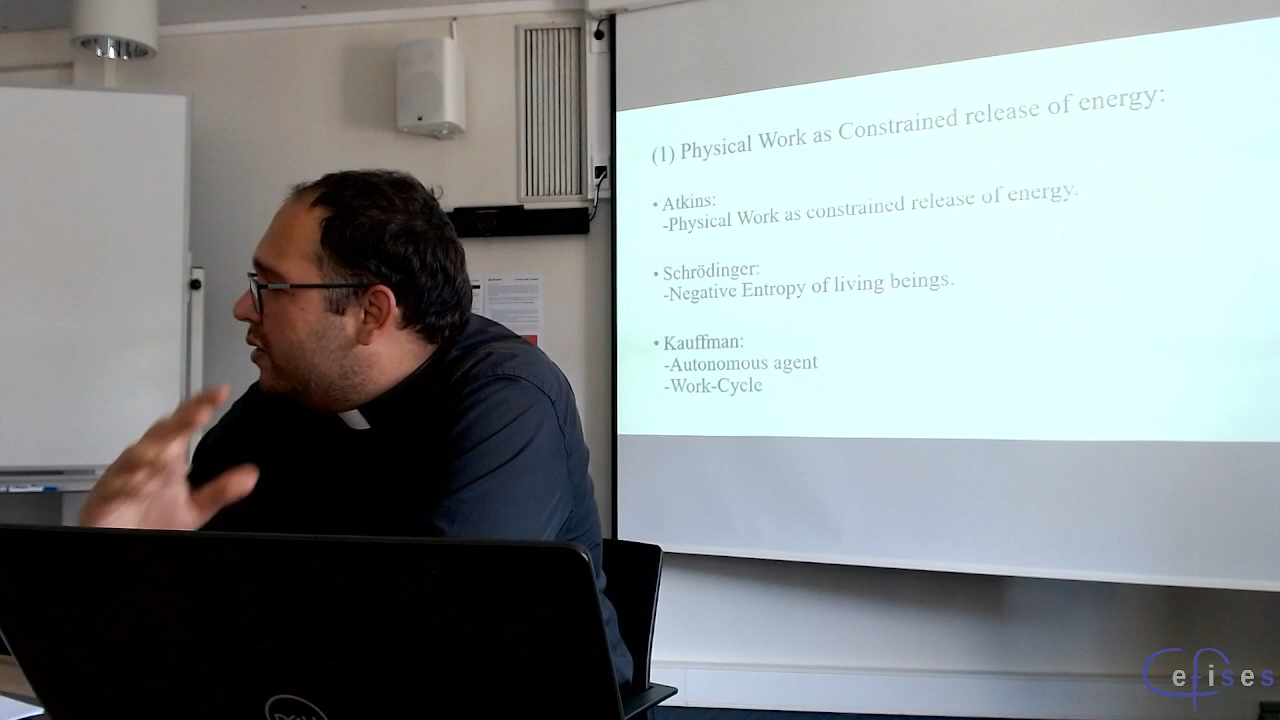 (1) Physical Work as Constrained release of energy:
• Atkins:
-Physical Work as constrained release of energy.
• Schrödinger:
-Negative Entropy of living beings.
• Kauffman:
-Autonomous agent
-Work-Cycle
DELL
Cefises